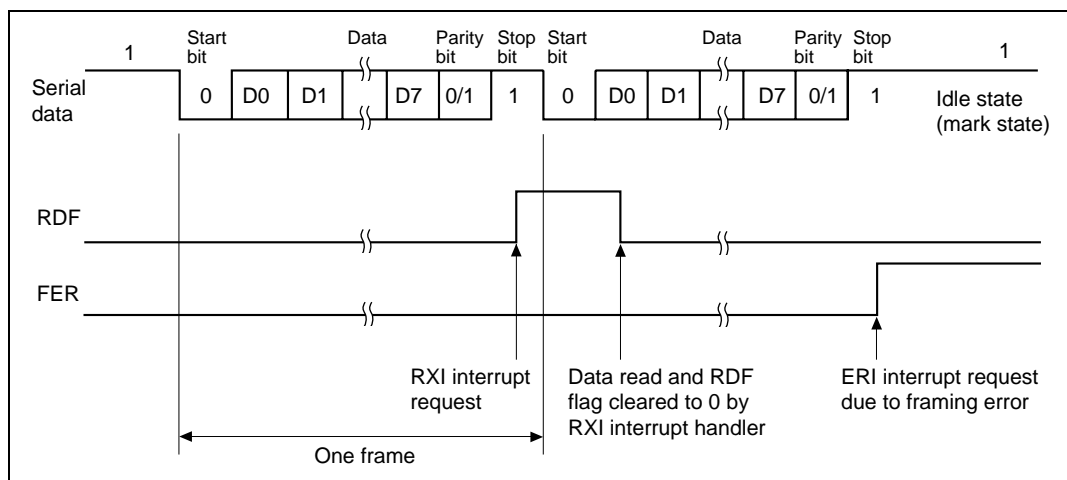 1
Start
bit
Data
Parity
bit
Stop
bit
Start
bit
Data
Parity
bit
Stop
bit
1
Serial
data
0 D0 D1 D7 0/1 1 0 D0 D1 D7 0/1 1
Idle state
(mark state)
RDF
FER
RXI interrupt
request
Data read and RDF
flag cleared to 0 by
RXI interrupt handler
ERI interrupt request
due to framing error
One frame